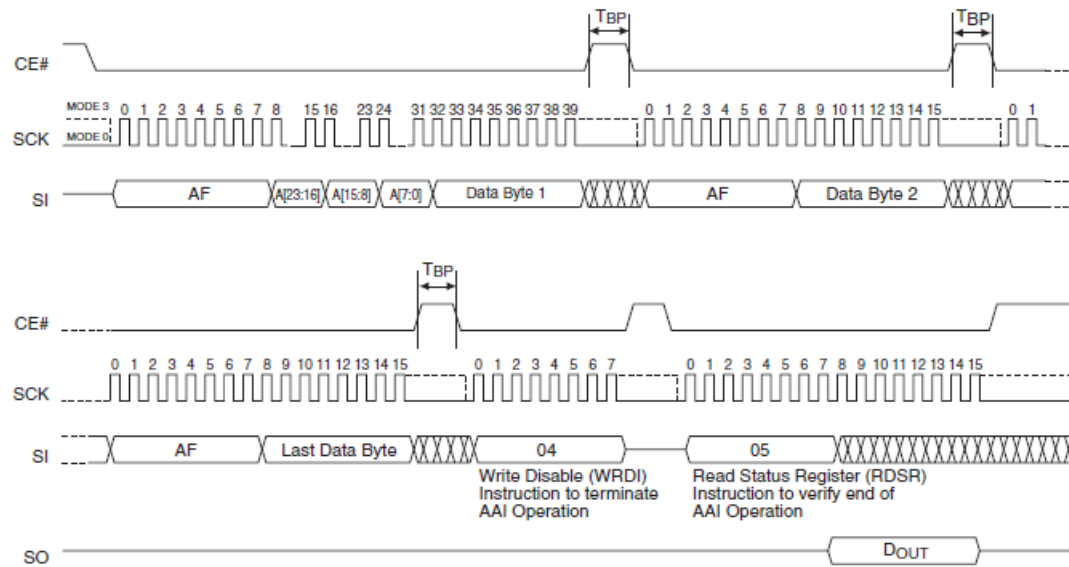 TBP TBP
CE#
MODE 3 0 1 2 3 4 5 6 7 8 15 16 23 24 31 32 33 34 35 36 37 38 39 0 1 2 3 4 5 6 7 8 9 10 11 12 13 14 15 0 1
SCK MODE 0
SI AF A[23:16] A[15:8] A[7:0] Data Byte 1 AF Data Byte 2
TBP
CE#
0 1 2 3 4 5 6 7 8 9 10 11 12 13 14 15 0 1 2 3 4 5 6 7 0 1 2 3 4 5 6 7 8 9 10 11 12 13 14 15
SCK
SI AF Last Data Byte 04 05
Write Disable (WRDI) Read Status Register (RDSR)
Instruction to terminate Instruction to verify end of
AAI Operation AAI Operation
SO DOUT